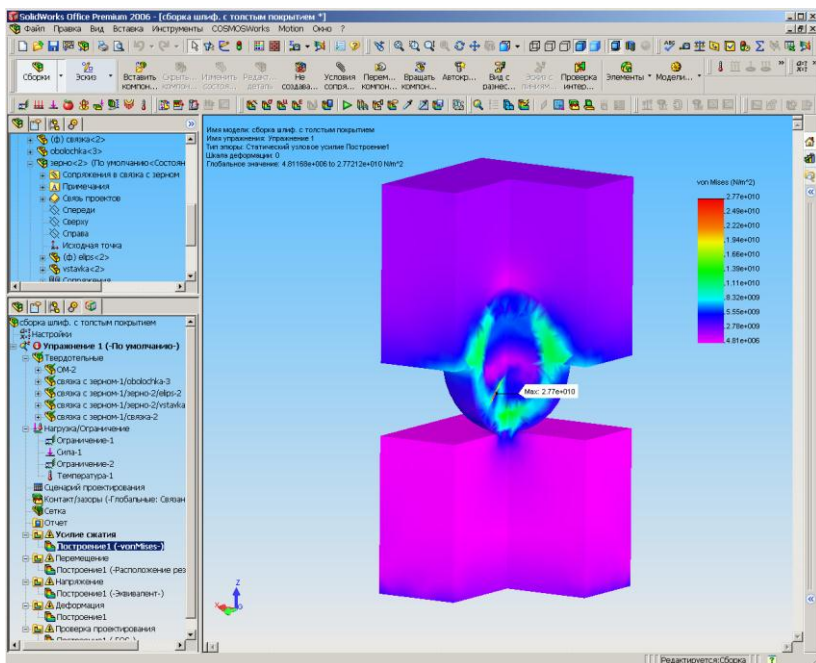 SolidWorks Office Premium 2006 - [сборка шлиф. с толстым покрытием *]
Файл Правка Вид Вставка Инструменты COSMOSWorks Motion Окно ?
Сборки
Эскиз
Вставить компон...
Скрыть...
Изменить состоя...
Редакт... деталь
Не создава...
Условия сопря...
Перем... компон...
Вращать компон...
Автокр...
Вид с разнес...
Эскиз с линиям...
Проверка интер...
Элементы
Модели...
(ф) связка<2>
obolochka<3>
зерно<2> (По умолчанию<Состоян
Сопряжения в связка с зерном
Примечания
Связь проектов
Спереди
Сверху
Справа
Исходная точка
(ф) elips<2>
vstavka<2>
Сопряжения
сборка шлиф. с толстым покрытием
Настройки
Упражнение 1 (-По умолчанию-)
Твердотельные
OM-2
связка с зерном-1/obolochka-3
связка с зерном-1/зерно-2/elips-2
связка с зерном-1/зерно-2/vstavka
связка с зерном-1/связка-2
Нагрузка/Ограничение
Ограничение-1
Сила-1
Ограничение-2
Температура-1
Сценарий проектирования
Контакт/зазоры (-Глобальные: Связан
Сетка
Отчет
Усилие сжатия
Построение1 (-vonMises-)
Перемещение
Построение1 (-Расположение рез
Напряжение
Построение1 (-Эквивалент-)
Деформация
Построение1
Проверка проектирования
Построение1 (-FOS-)
Имя модели: сборка шлиф. с толстым покрытием
Имя упражнения: Упражнение 1
Тип эпюры: Статический узловое усилие Построение1
Шкала деформации: 0
Глобальное значение: 4.81168e+006 to 2.77212e+010 N/m^2
von Mises (N/m^2)
2.77e+010
2.49e+010
2.22e+010
1.94e+010
1.66e+010
1.39e+010
1.11e+010
8.32e+009
5.55e+009
2.78e+009
4.81e+006
Max: 2.77e+010
Z
X
Редактируется:Сборка